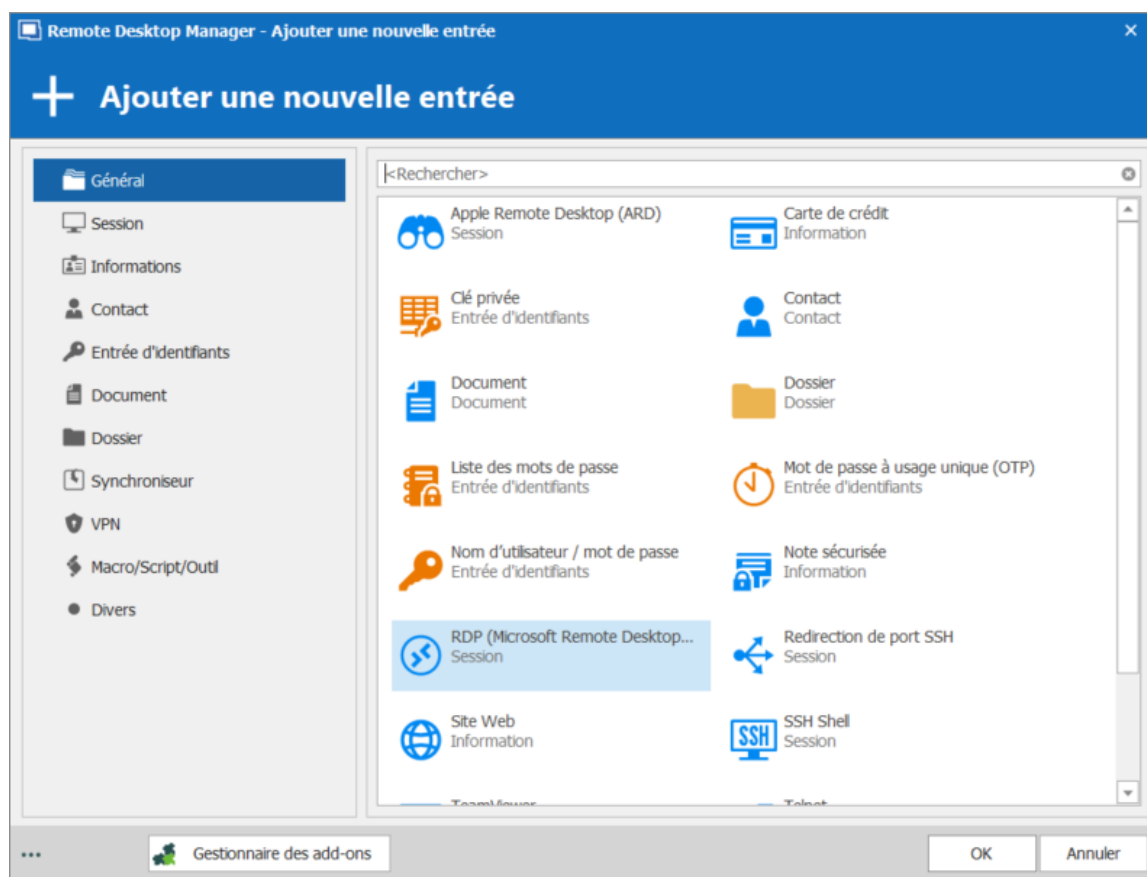 Remote Desktop Manager - Ajouter une nouvelle entrée
Ajouter une nouvelle entrée
Général
Session
Informations
Contact
Entrée d'identifiants
Document
Dossier
Synchroniseur
VPN
Macro/Script/Outil
Divers
<Rechercher>
Apple Remote Desktop (ARD)
Session
Carte de crédit
Information
Clé privée
Entrée d'identifiants
Contact
Contact
Document
Document
Dossier
Dossier
Liste des mots de passe
Entrée d'identifiants
Mot de passe à usage unique (OTP)
Entrée d'identifiants
Nom d'utilisateur / mot de passe
Entrée d'identifiants
Note sécurisée
Information
RDP (Microsoft Remote Desktop...
Session
Redirection de port SSH
Session
Site Web
Information
SSH
SSH Shell
Session
TeamViewer
Telnet
Gestionnaire des add-ons
OK
Annuler